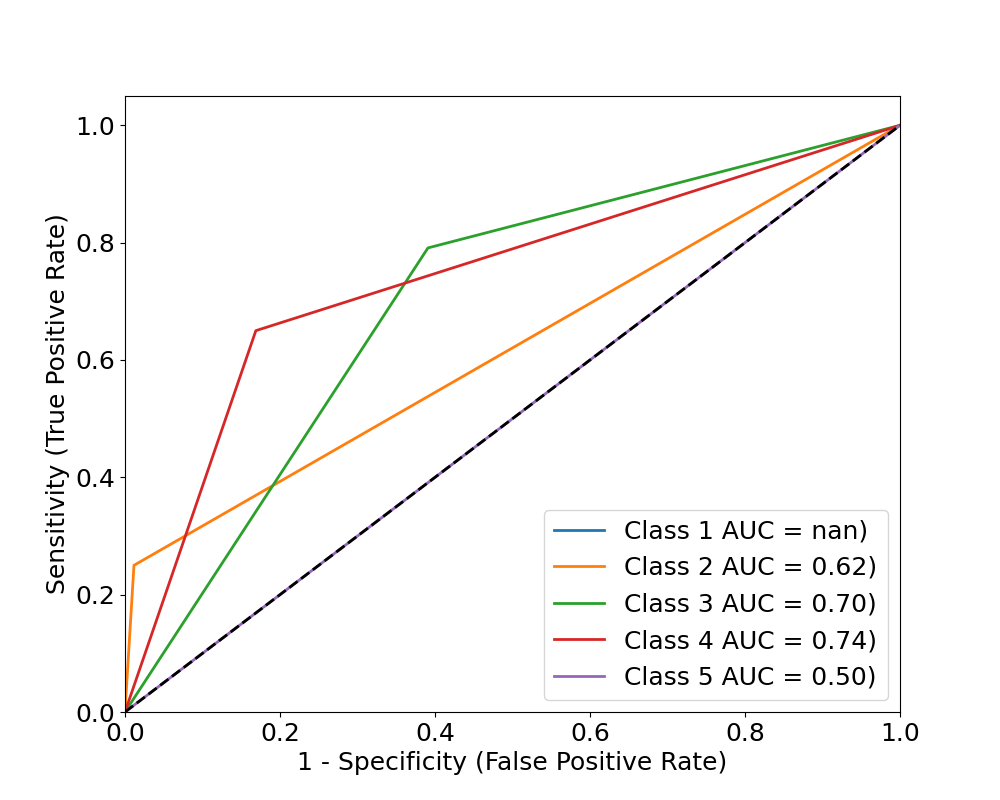 1.0
0.8
0.6
0.4
0.2
0.0
Sensitivity (True Positive Rate)
Class 1 AUC = nan)
Class 2 AUC = 0.62)
Class 3 AUC = 0.70)
Class 4 AUC = 0.74)
Class 5 AUC = 0.50)
0.0 0.2 0.4 0.6 0.8 1.0
1 - Specificity (False Positive Rate)